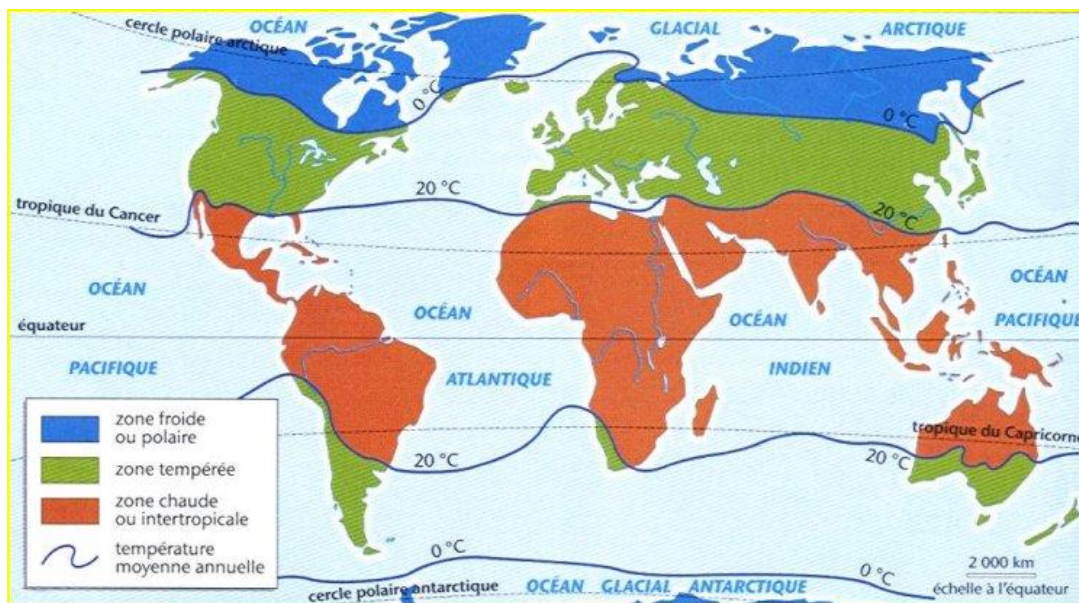 OCÉAN GLACIAL ARCTIQUE
cercle polaire arctique
0 °C
0 °C
20 °C
20 °C
tropique du Cancer
OCÉAN
OCÉAN
OCÉAN
OCÉAN
équateur
PACIFIQUE
PACIFIQUE
ATLANTIQUE
INDIEN
tropique du Capricorne
20 °C
20 °C
zone froide
ou polaire
zone tempérée
zone chaude
ou intertropicale
température
moyenne annuelle
0 °C
0 °C
2 000 km
échelle à l'équateur
cercle polaire antarctique
OCÉAN GLACIAL ANTARCTIQUE